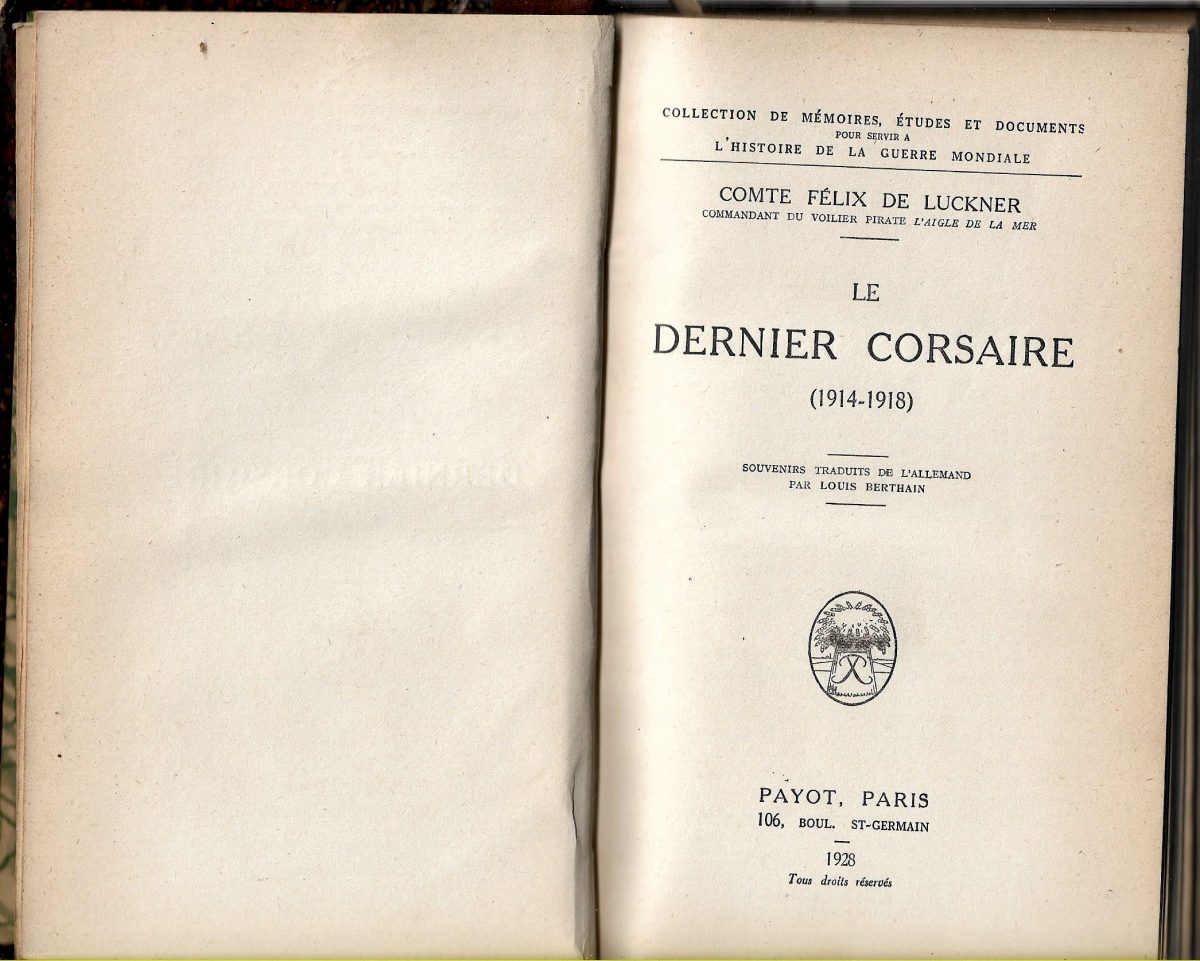 COLLECTION DE MÉMOIRES, ÉTUDES ET DOCUMENTS
POUR SERVIR A
L'HISTOIRE DE LA GUERRE MONDIALE
COMTE FÉLIX DE LUCKNER
COMMANDANT DU VOILIER PIRATE L'AIGLE DE LA MER
LE
DERNIER CORSAIRE
(1914-1918)
SOUVENIRS TRADUITS DE L'ALLEMAND
PAR LOUIS BERTHAIN
PAYOT, PARIS
106, BOUL. ST-GERMAIN
1928
Tous droits réservés